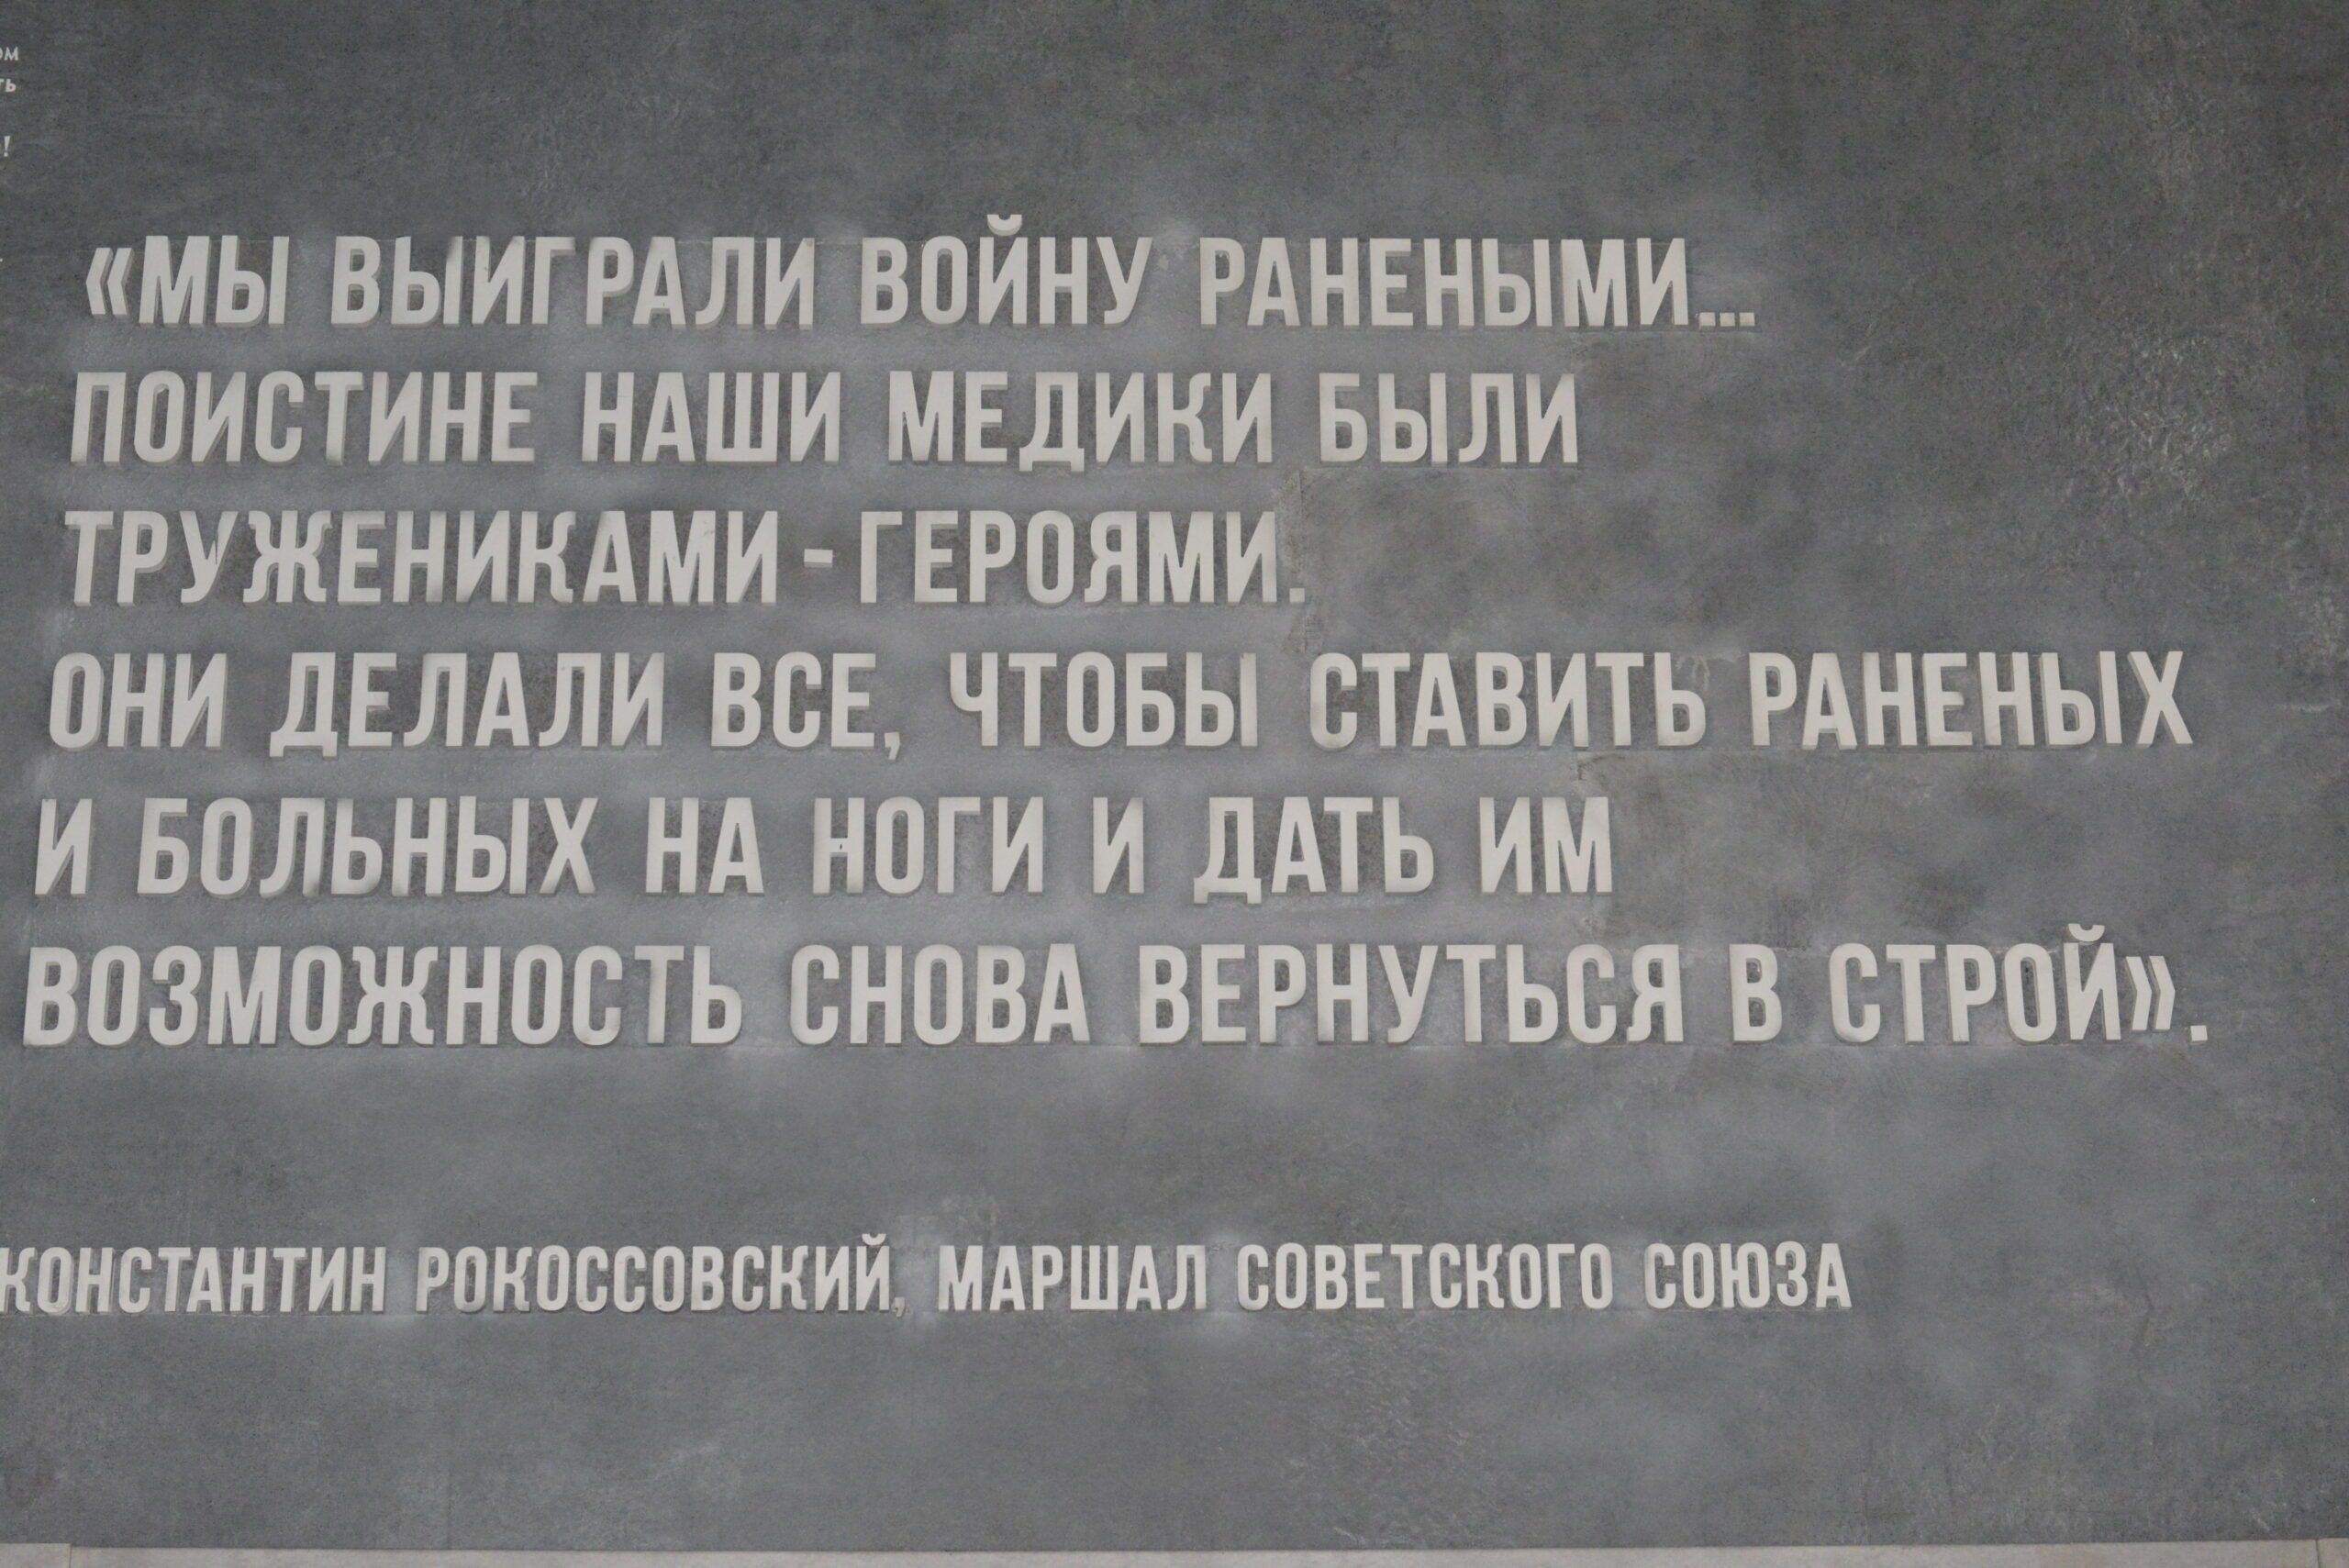 «МЫ ВЫИГРАЛИ ВОЙНУ РАНЕНЫМИ...
ПОИСТИНЕ НАШИ МЕДИКИ БЫЛИ
ТРУЖЕНИКАМИ - ГЕРОЯМИ.
ОНИ ДЕЛАЛИ ВСЕ, ЧТОБЫ СТАВИТЬ РАНЕНЫХ
И БОЛЬНЫХ НА НОГИ И ДАТЬ ИМ
ВОЗМОЖНОСТЬ СНОВА ВЕРНУТЬСЯ В СТРОЙ».
КОНСТАНТИН РОКОССОВСКИЙ, МАРШАЛ СОВЕТСКОГО СОЮЗА